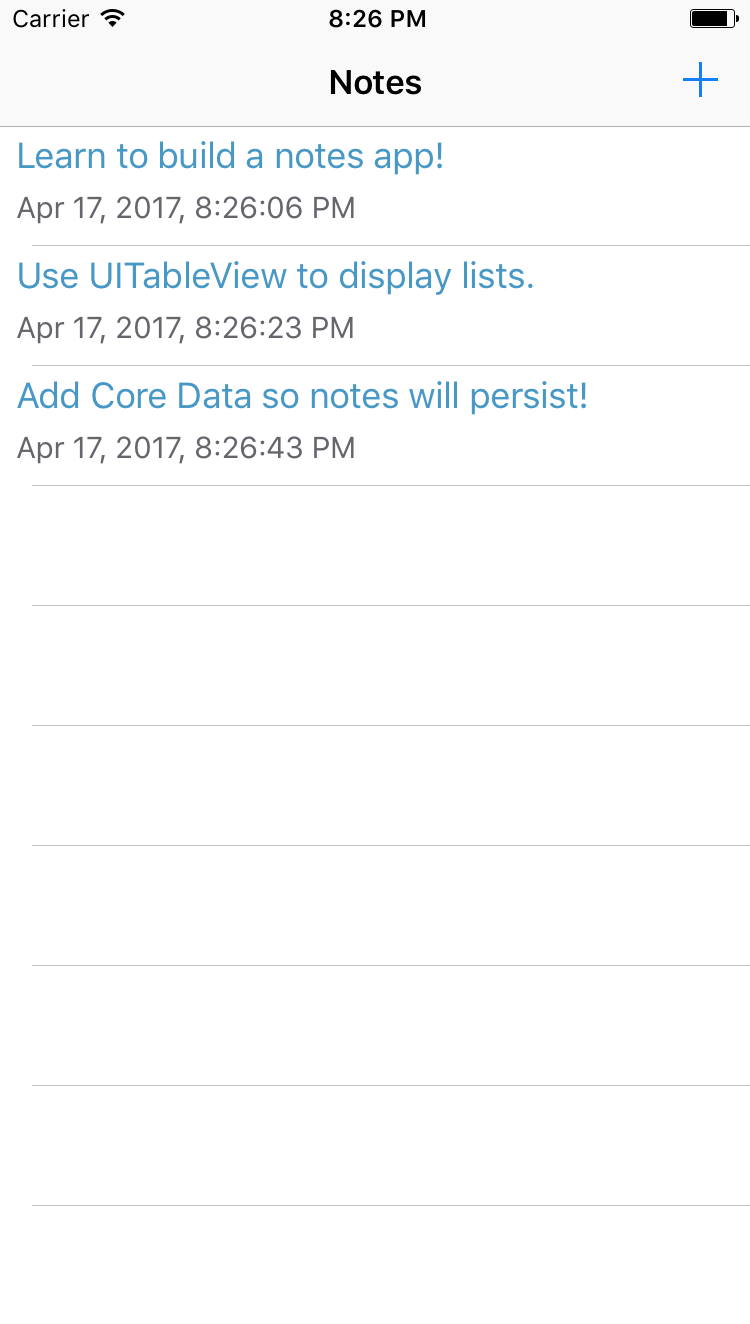 Carrier 8:26 PM
Notes
Learn to build a notes app!
Apr 17, 2017, 8:26:06 PM
Use UITableView to display lists.
Apr 17, 2017, 8:26:23 PM
Add Core Data so notes will persist!
Apr 17, 2017, 8:26:43 PM